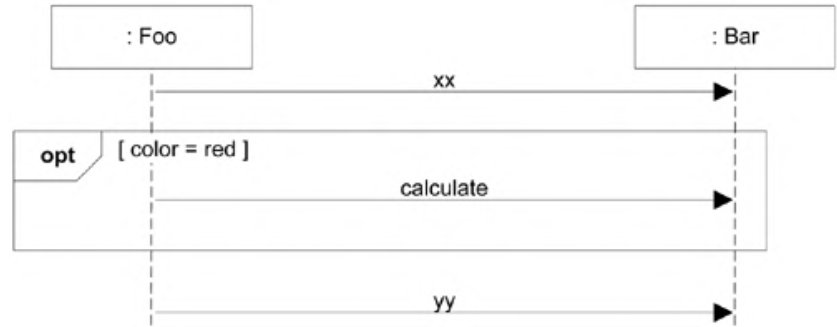 : Foo
: Bar
xx
opt
[ color = red ]
calculate
yy